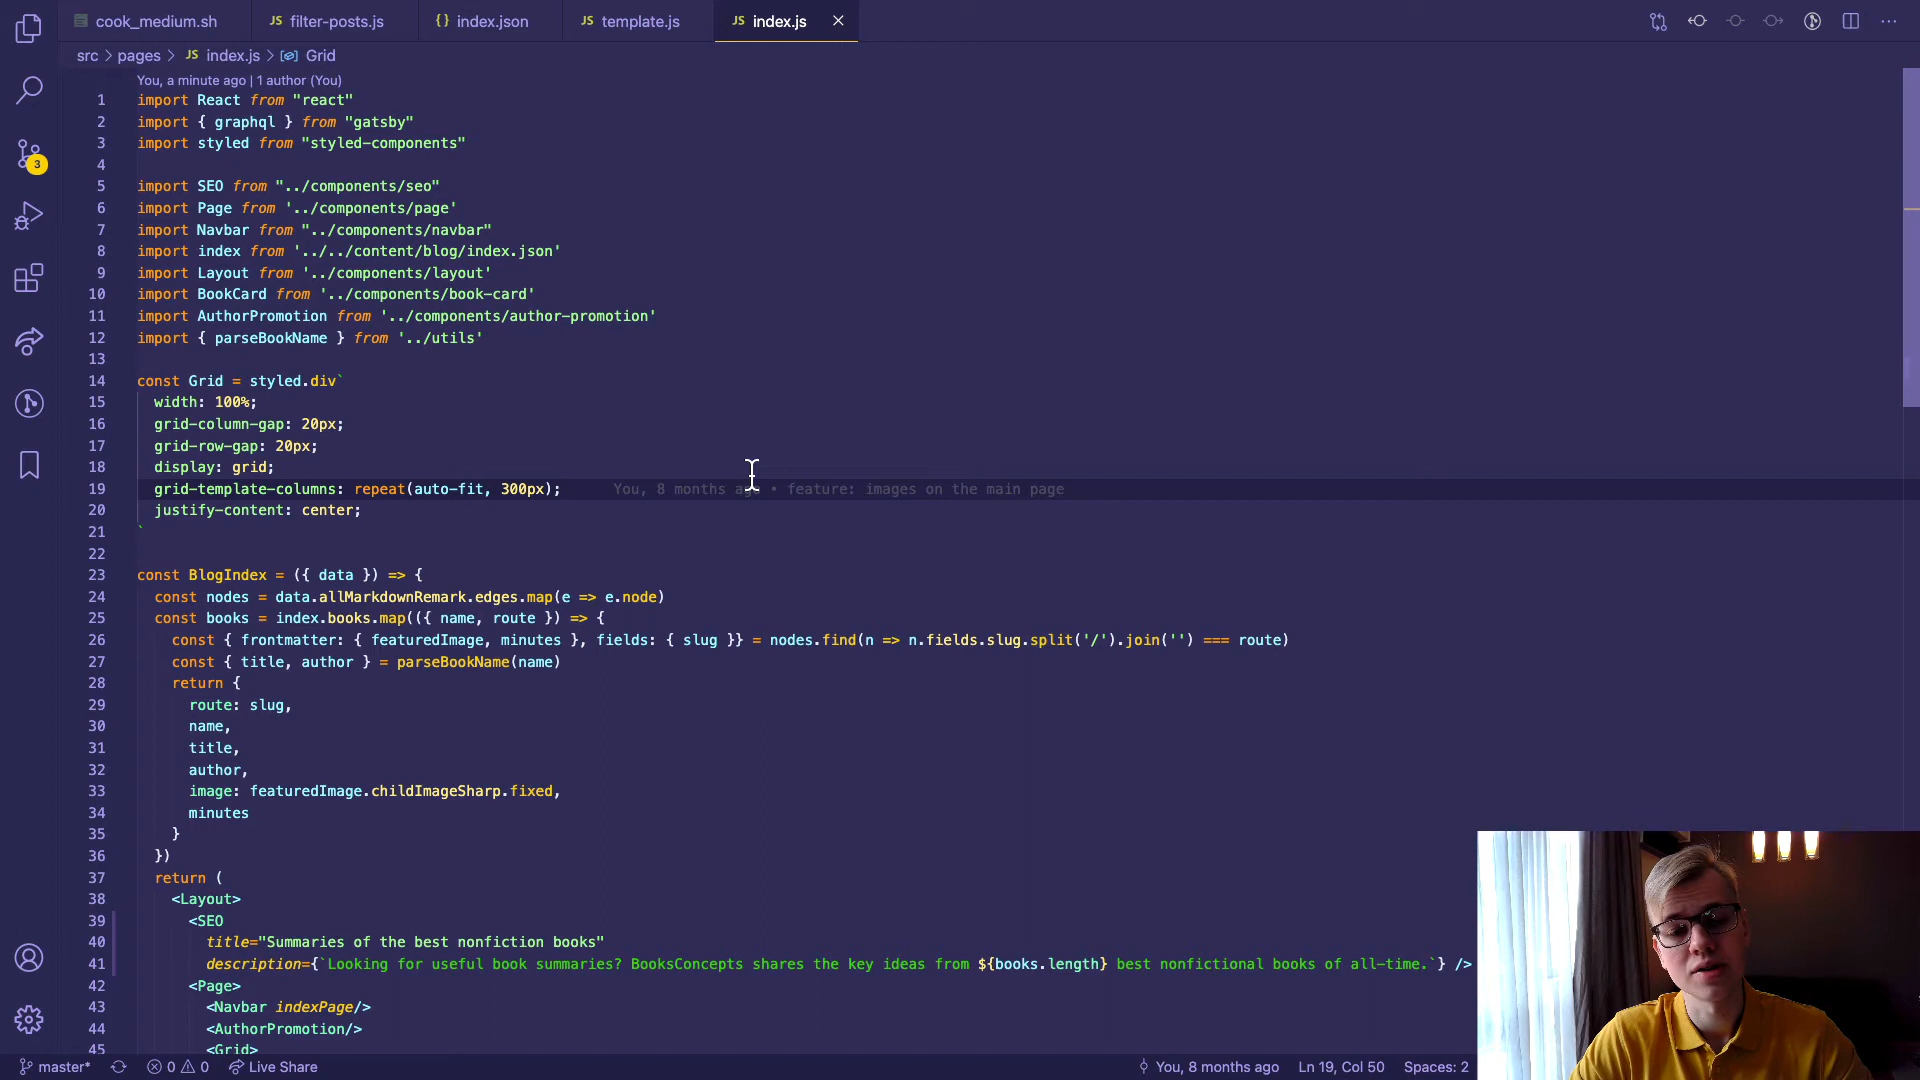 cook_medium.sh JS filter-posts.js {} index.json JS template.js JS index.js
src > pages > JS index.js > Grid
You, a minute ago | 1 author (You)
3
1 import React from "react"
2 import { graphql } from "gatsby"
3 import styled from "styled-components"
4
5 import SEO from "../components/seo"
6 import Page from '../components/page'
7 import Navbar from "../components/navbar"
8 import index from '../../content/blog/index.json'
9 import Layout from '../components/layout'
10 import BookCard from '../components/book-card'
11 import AuthorPromotion from '../components/author-promotion'
12 import { parseBookName } from '../utils'
13
14 const Grid = styled.div`
15 width: 100%;
16 grid-column-gap: 20px;
17 grid-row-gap: 20px;
18 display: grid;
19 grid-template-columns: repeat(auto-fit, 300px); You, 8 months ago • feature: images on the main page
20 justify-content: center;
21 `
22
23 const BlogIndex = ({ data }) => {
24 const nodes = data.allMarkdownRemark.edges.map(e => e.node)
25 const books = index.books.map(({ name, route }) => {
26 const { frontmatter: { featuredImage, minutes }, fields: { slug }} = nodes.find(n => n.fields.slug.split('/').join('') === route)
27 const { title, author } = parseBookName(name)
28 return {
29 route: slug,
30 name,
31 title,
32 author,
33 image: featuredImage.childImageSharp.fixed,
34 minutes
35 }
36 })
37 return (
38 <Layout>
39 <SEO
40 title="Summaries of the best nonfiction books"
41 description={`Looking for useful book summaries? BooksConcepts shares the key ideas from ${books.length} best nonfictional books of all-time.`} />
42 <Page>
43 <Navbar indexPage/>
44 <AuthorPromotion/>
45 <Grid>
master* 0 0 Live Share You, 8 months ago Ln 19, Col 50 Spaces: 2